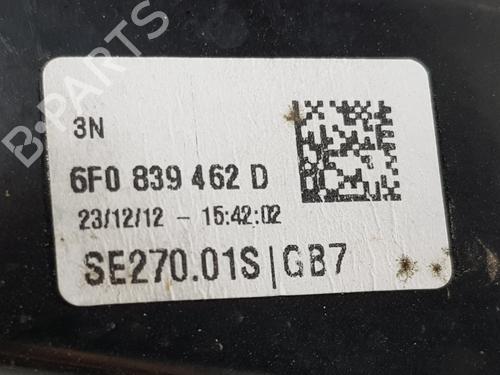 B-PARTS
3N
6F0 839 462 D
23/12/12 - 15:42:02
SE270.01S|GB7